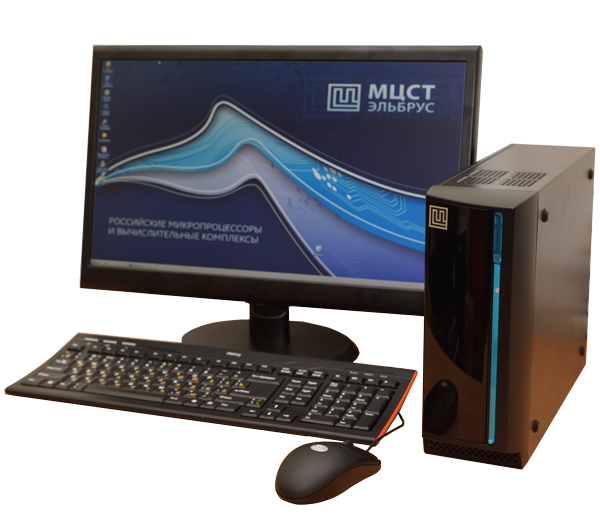 МЦСТ
ЭЛЬБРУС
РОССИЙСКИЕ МИКРОПРОЦЕССОРЫ
И ВЫЧИСЛИТЕЛЬНЫЕ КОМПЛЕКСЫ